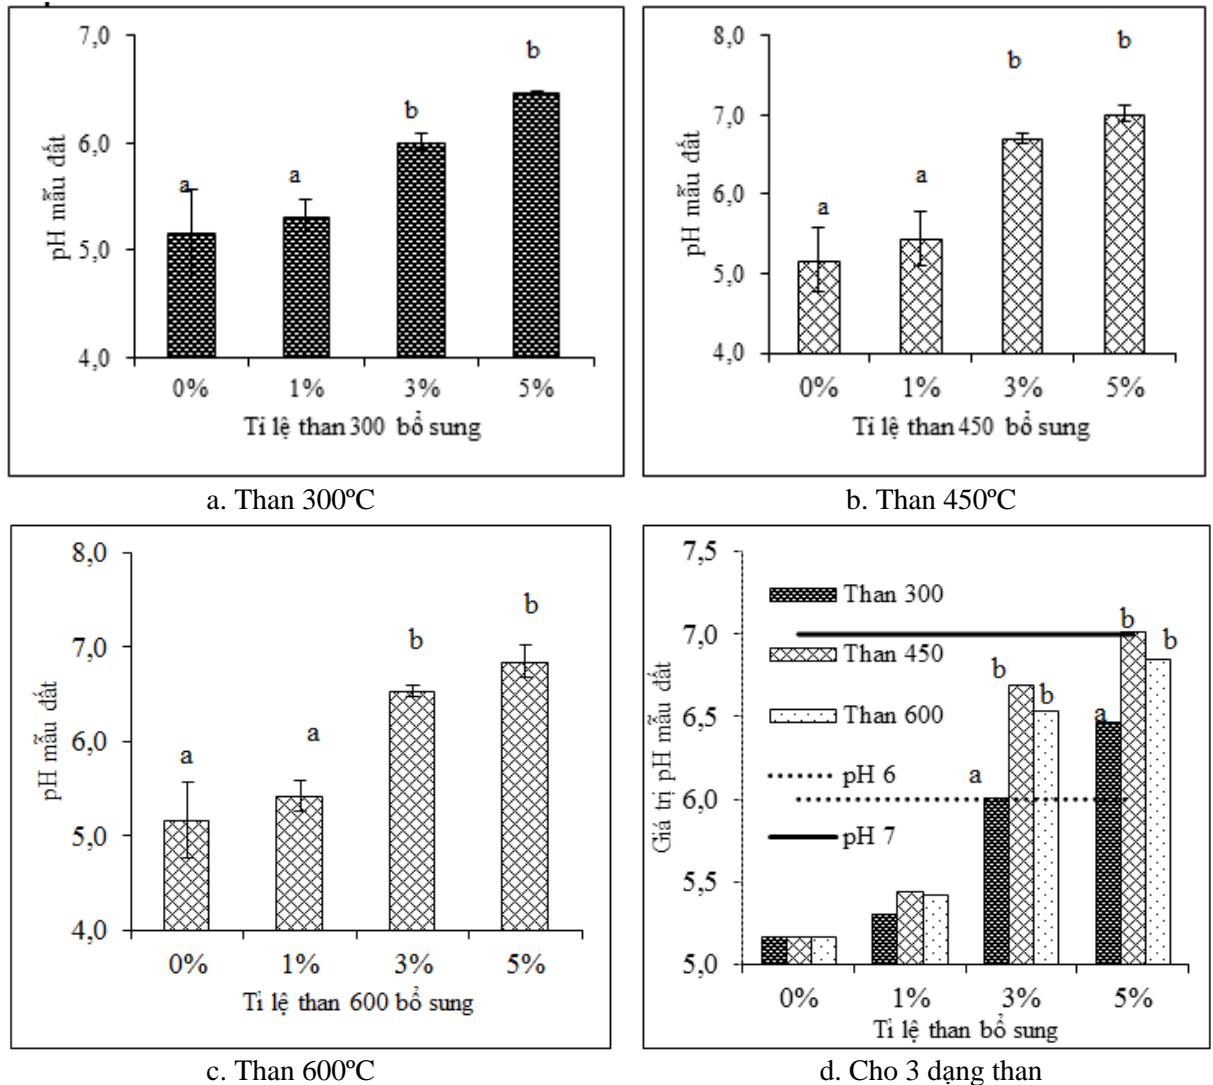 7,0
6,0
5,0
4,0
pH mẫu đất
a
a
b
b
0% 1% 3% 5%
Tỉ lệ than 300 bổ sung
a. Than 300ºC
8,0
7,0
6,0
5,0
4,0
pH mẫu đất
a
a
b
b
0% 1% 3% 5%
Tỉ lệ than 450 bổ sung
b. Than 450ºC
8,0
7,0
6,0
5,0
4,0
pH mẫu đất
a
a
b
b
0% 1% 3% 5%
Tỉ lệ than 600 bổ sung
c. Than 600ºC
7,5
7,0
6,5
6,0
5,5
5,0
Giá trị pH mẫu đất
Than 300
Than 450
Than 600
pH 6
pH 7
a
b
b
a
b
b
0% 1% 3% 5%
Tỉ lệ than bổ sung
d. Cho 3 dạng than